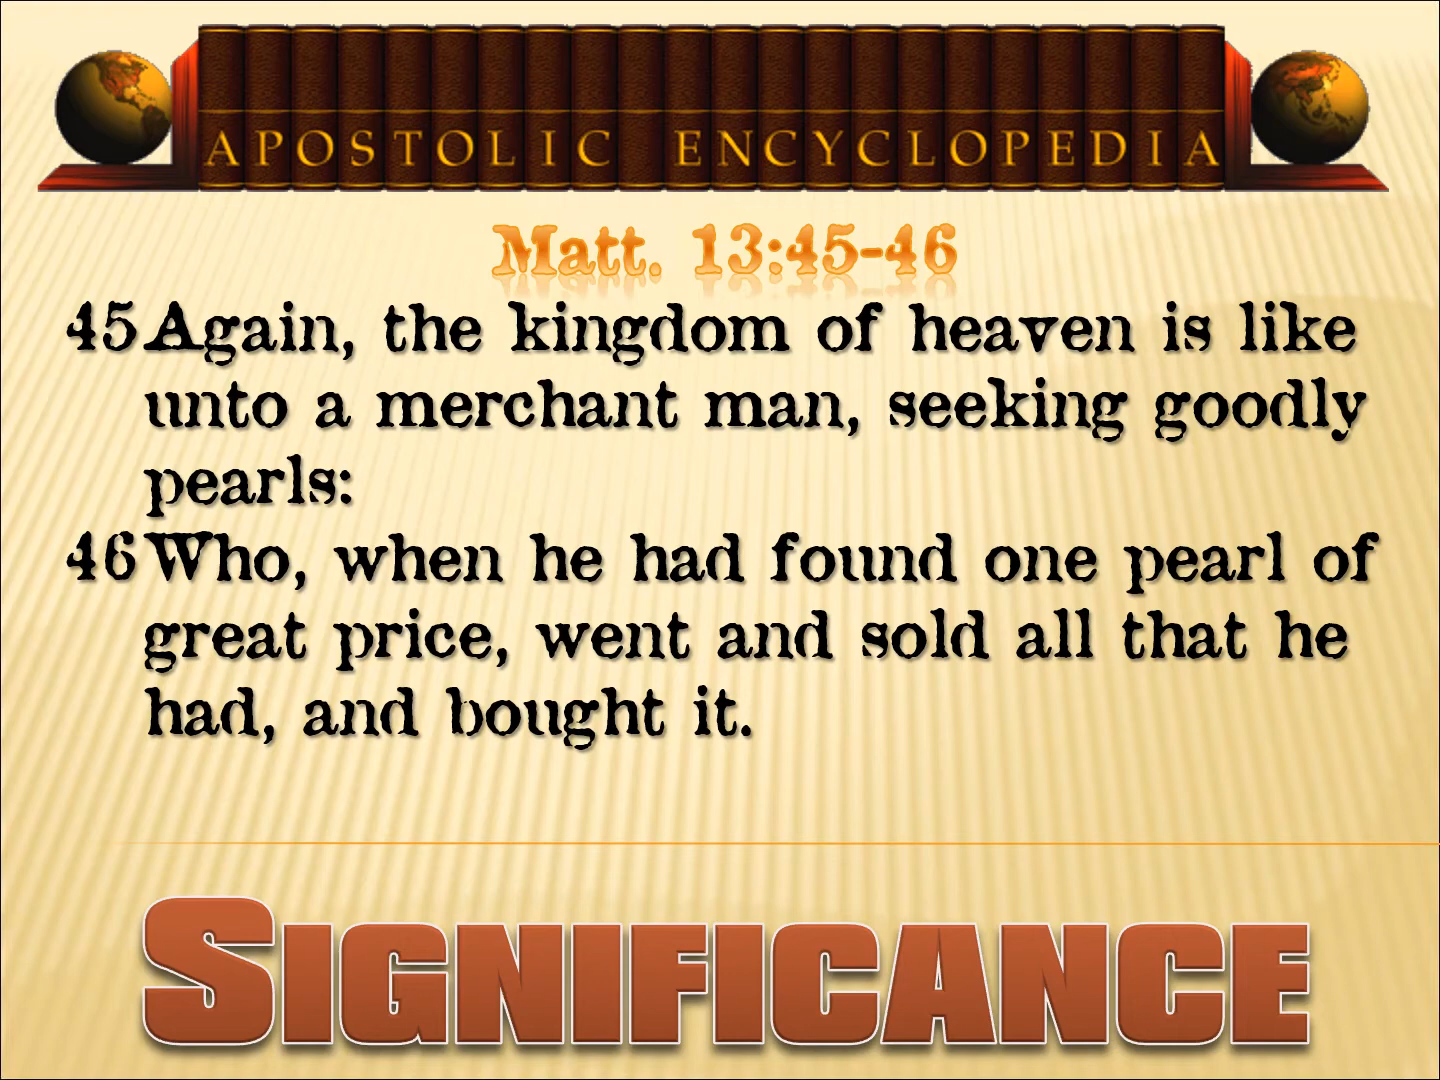 APOSTOLIC ENCYCLOPEDIA
Matt. 13:45-46
45 Again, the kingdom of heaven is like
unto a merchant man, seeking goodly
pearls:
46 Who, when he had found one pearl of
great price, went and sold all that he
had, and bought it.
SIGNIFICANCE